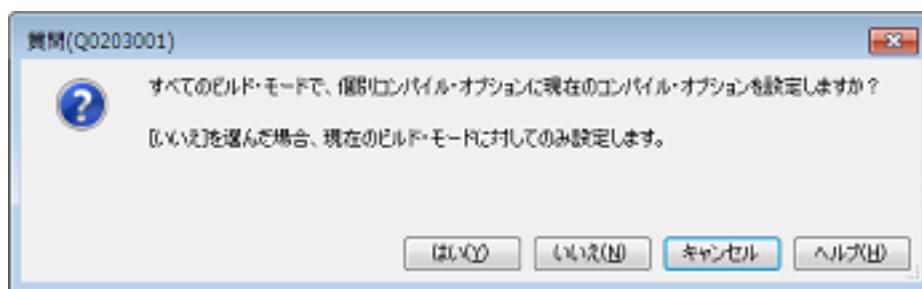 質問(Q0203001)
すべてのビルド・モードで、個別コンパイル・オプションに現在のコンパイル・オプションを設定しますか？
[いいえ]を選んだ場合、現在のビルド・モードに対してのみ設定します。
はい(Y)
いいえ(N)
キャンセル
ヘルプ(H)